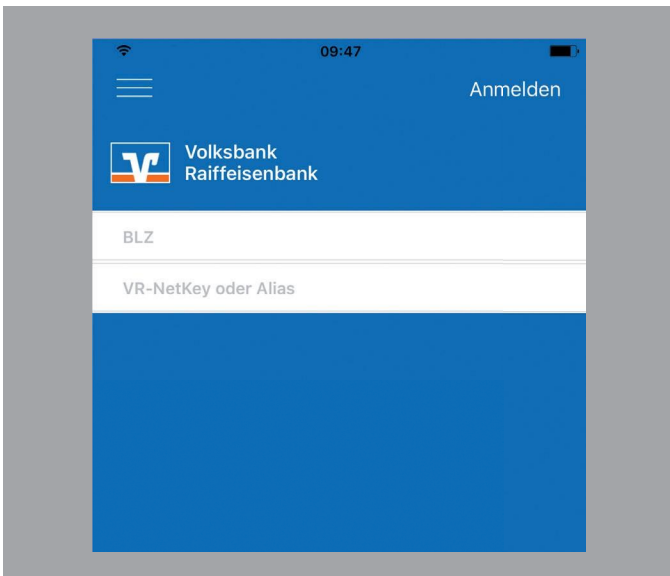 09:47
Anmelden
Volksbank
Raiffeisenbank
BLZ
VR-NetKey oder Alias